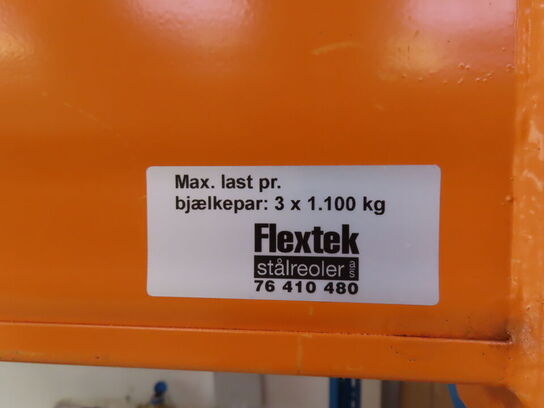 Max. last pr.
bjælkepar: 3 x 1.100 kg
Flextek
stålreoler a/s
76 410 480